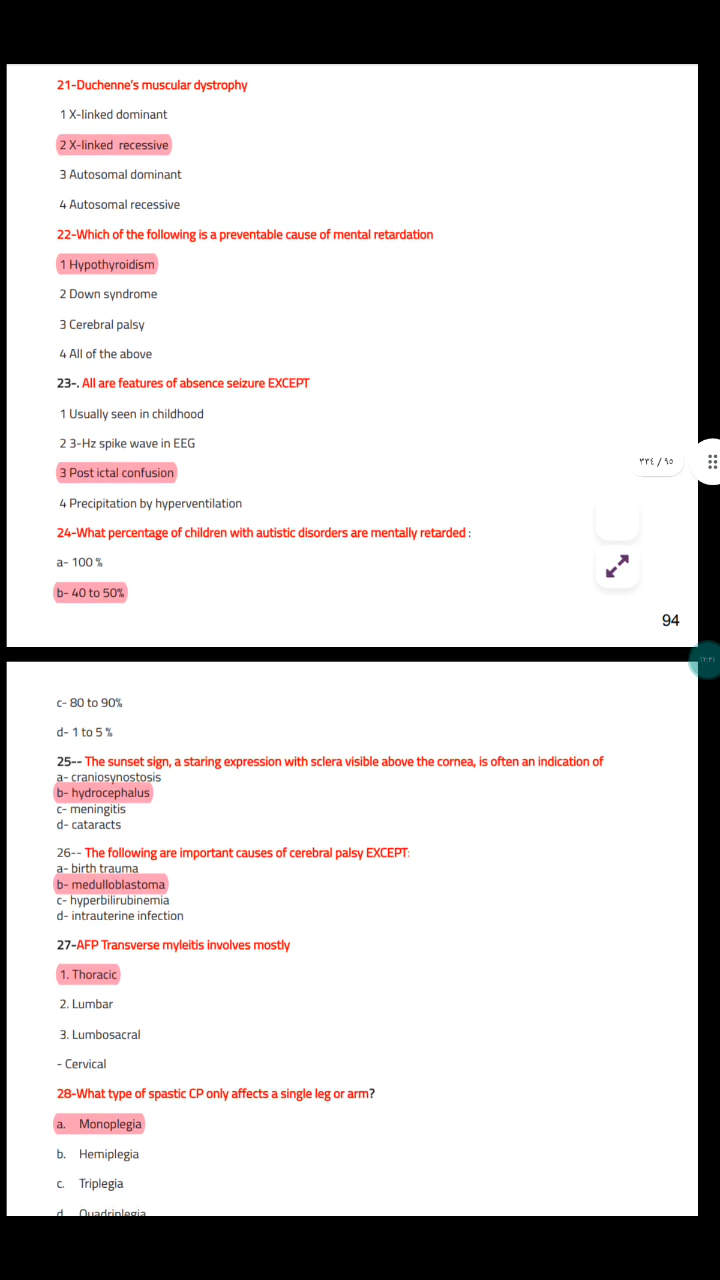 21-Duchenne's muscular dystrophy
1 X-linked dominant
2 X-linked recessive
3 Autosomal dominant
4 Autosomal recessive
22-Which of the following is a preventable cause of mental retardation
1 Hypothyroidism
2 Down syndrome
3 Cerebral palsy
4 All of the above
23-. All are features of absence seizure EXCEPT
1 Usually seen in childhood
2 3-Hz spike wave in EEG
٣٣٤ / ٩٥
3 Post ictal confusion
4 Precipitation by hyperventilation
24-What percentage of children with autistic disorders are mentally retarded :
a- 100 %
b- 40 to 50%
94
١٢:٣١
c- 80 to 90%
d- 1 to 5 %
25-- The sunset sign, a staring expression with sclera visible above the cornea, is often an indication of
a- craniosynostosis
b- hydrocephalus
c- meningitis
d- cataracts
26-- The following are important causes of cerebral palsy EXCEPT:
a- birth trauma
b- medulloblastoma
c- hyperbilirubinemia
d- intrauterine infection
27-AFP Transverse myleitis involves mostly
1. Thoracic
2. Lumbar
3. Lumbosacral
- Cervical
28-What type of spastic CP only affects a single leg or arm?
a. Monoplegia
b. Hemiplegia
c. Triplegia
d. Quadriplegia